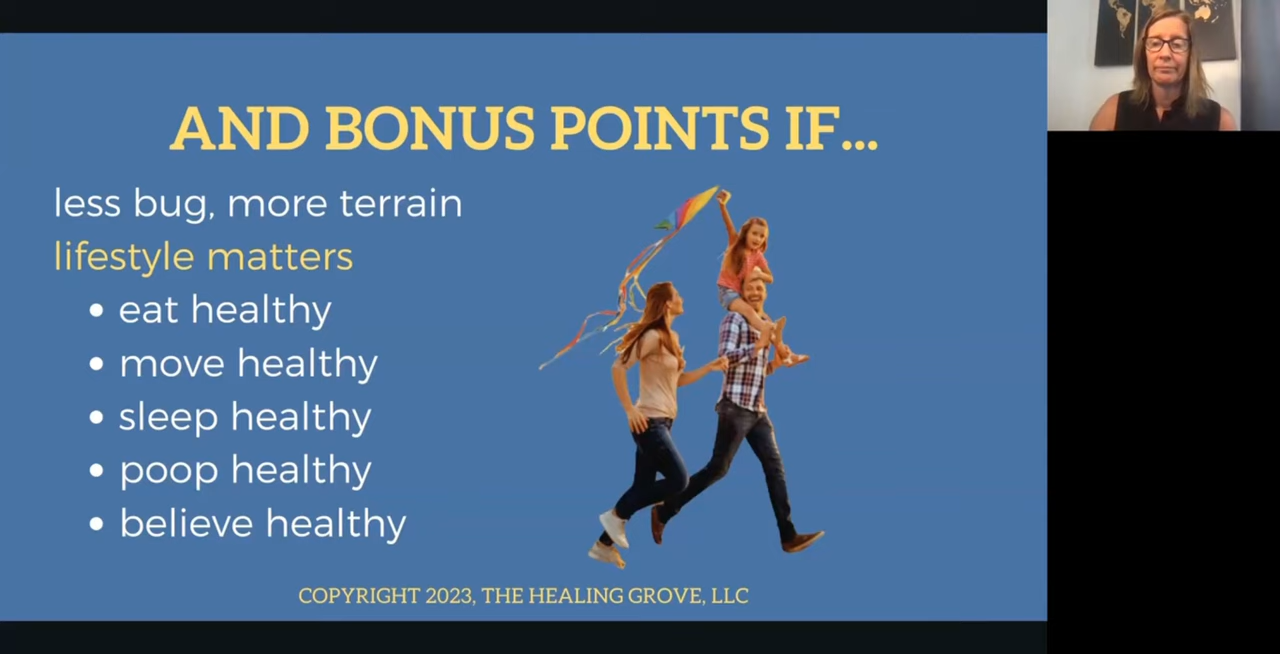 AND BONUS POINTS IF...
less bug, more terrain
lifestyle matters
• eat healthy
• move healthy
• sleep healthy
• poop healthy
• believe healthy
COPYRIGHT 2023, THE HEALING GROVE, LLC